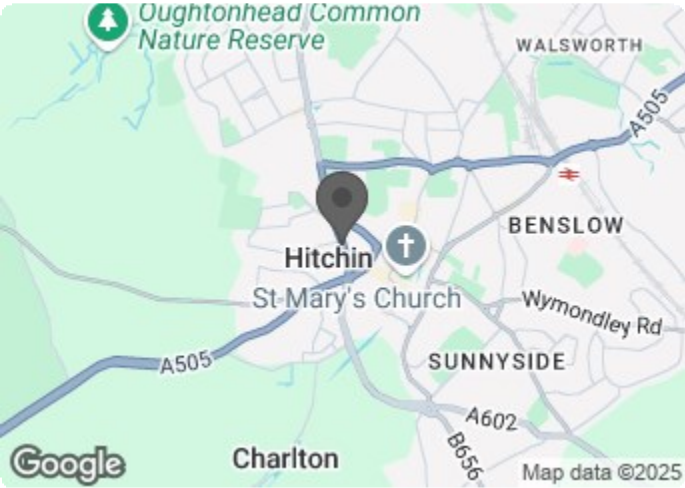 Oughtonhead Common
Nature Reserve
WALSWORTH
A505
BENSLOW
Hitchin
St Mary's Church
Wymondley Rd
A505
SUNNYSIDE
A602
B656
Charlton
Google
Map data ©2025